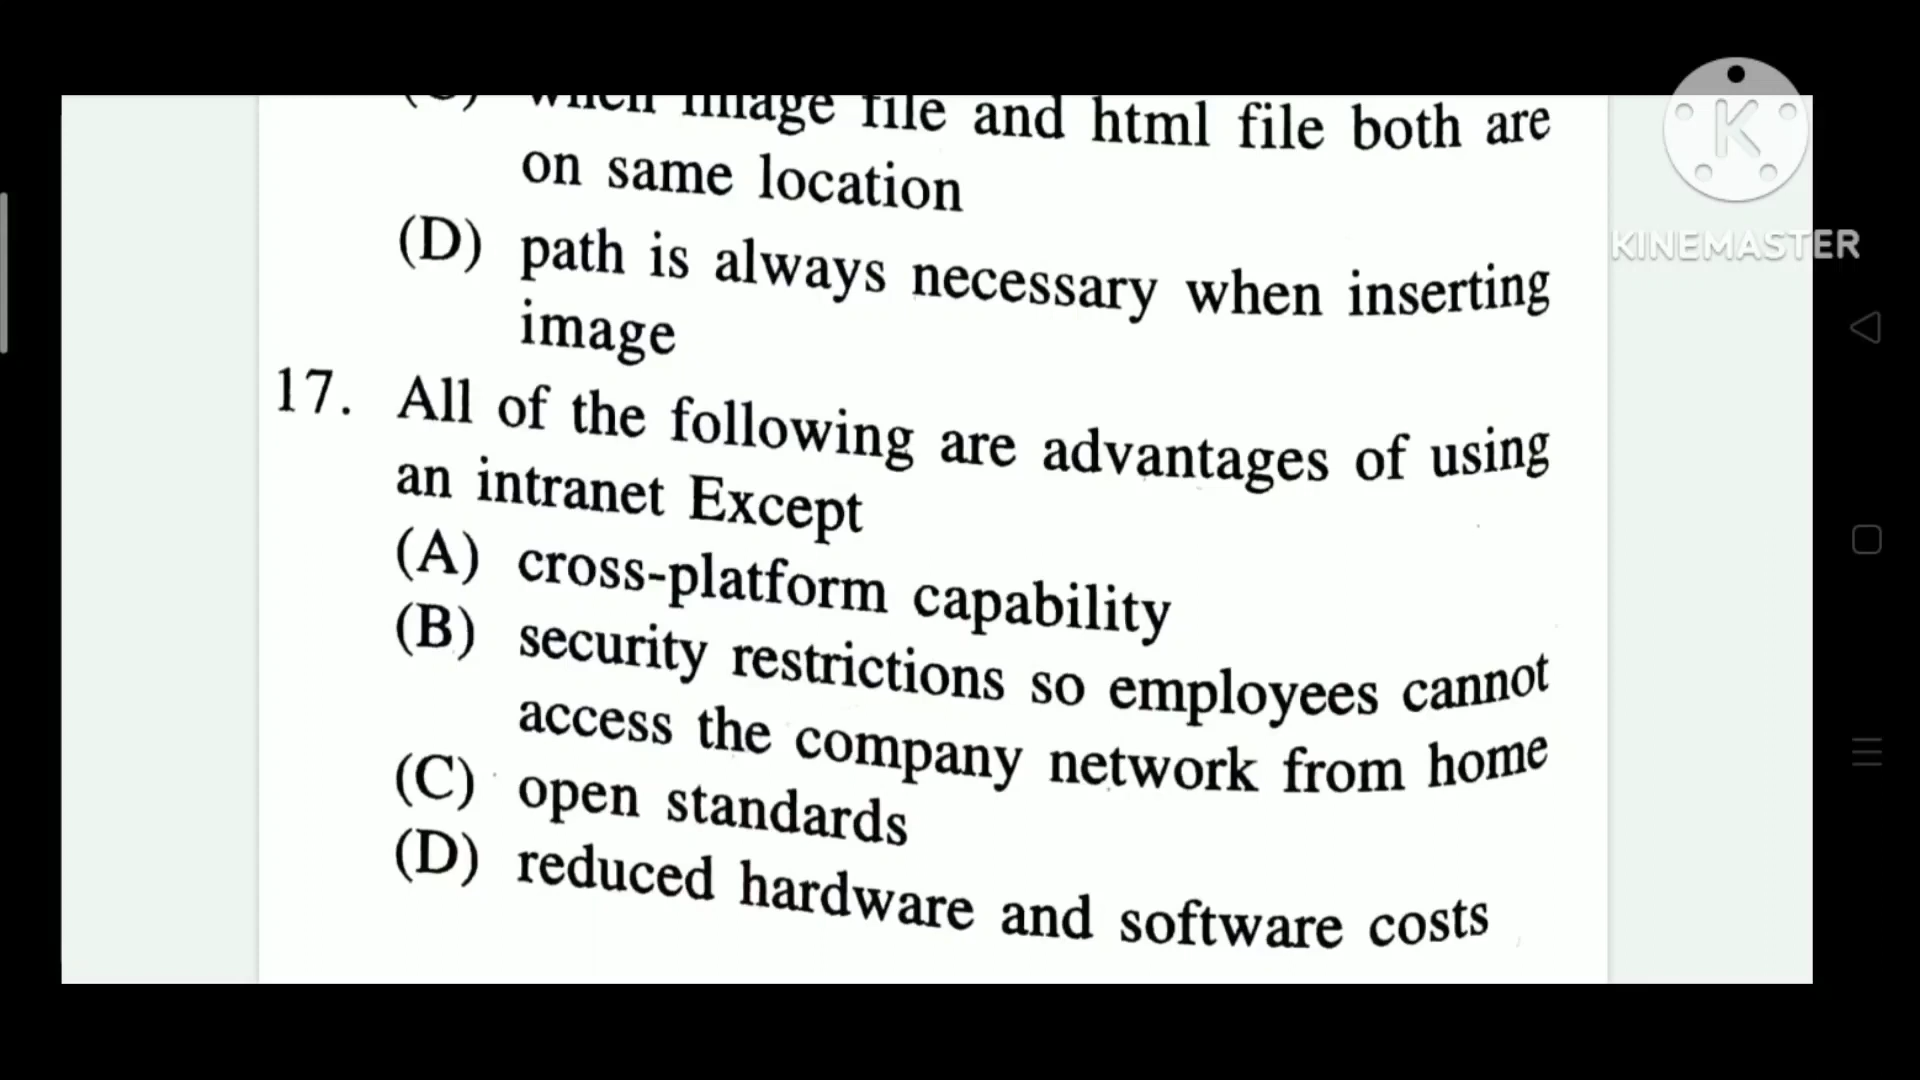 (C) when image file and html file both are
on same location
(D) path is always necessary when inserting
image
17. All of the following are advantages of using
an intranet Except
(A) cross-platform capability
(B) security restrictions so employees cannot
access the company network from home
(C) open standards
(D) reduced hardware and software costs
K
KINEMASTER